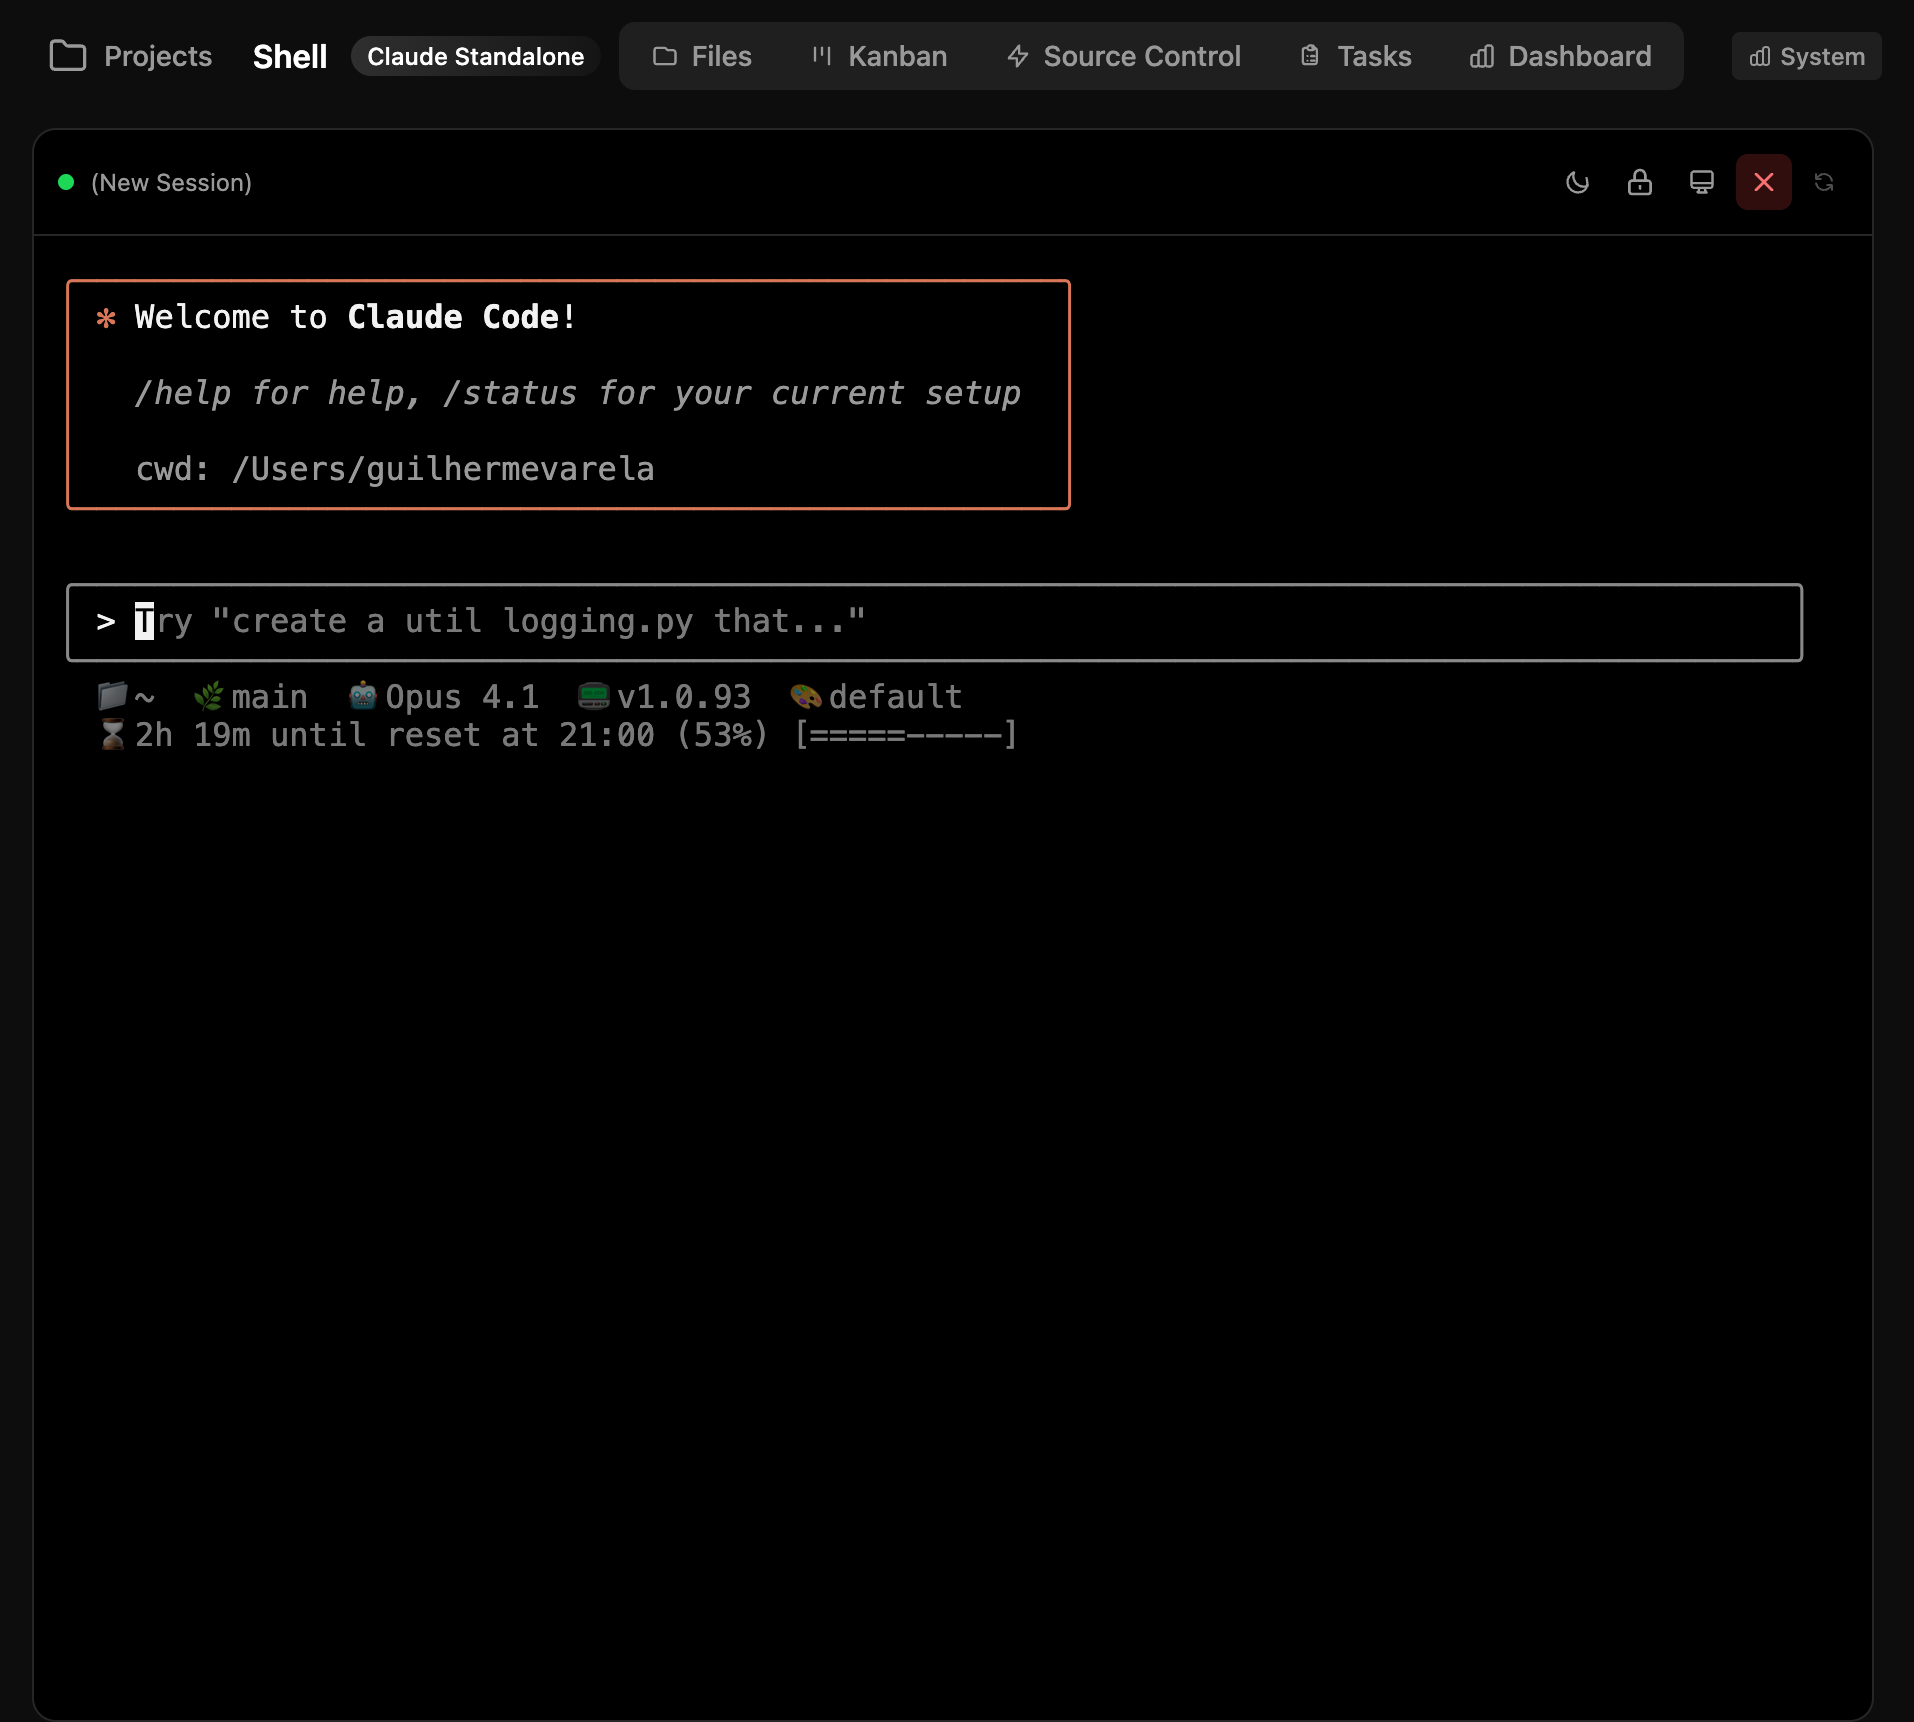 Projects Shell Claude Standalone Files Kanban Source Control Tasks Dashboard System
(New Session)
✻ Welcome to Claude Code!
/help for help, /status for your current setup
cwd: /Users/guilhermevarela
> Try "create a util logging.py that..."
📁~ 🌿main 🤖Opus 4.1 📟v1.0.93 🎨default
⌛2h 19m until reset at 21:00 (53%) [=====-----]